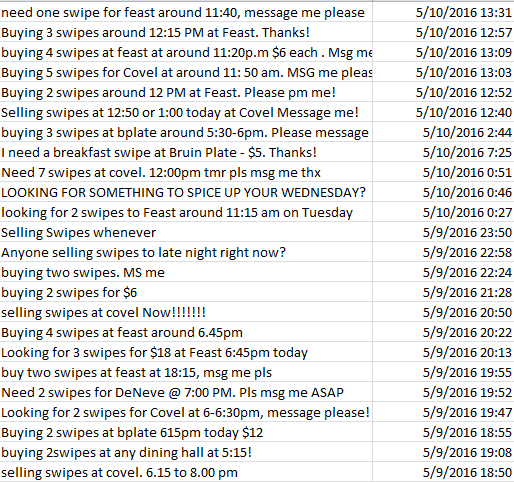 need one swipe for feast around 11:40, message me please 5/10/2016 13:31
Buying 3 swipes around 12:15 PM at Feast. Thanks! 5/10/2016 12:57
buying 4 swipes at feast at around 11:20p.m $6 each . Msg me 5/10/2016 13:09
Buying 5 swipes for Covel at around 11: 50 am. MSG me pleas 5/10/2016 13:03
Buying 2 swipes around 12 PM at Feast. Please pm me! 5/10/2016 12:52
Selling swipes at 12:50 or 1:00 today at Covel Message me! 5/10/2016 12:40
buying 3 swipes at bplate around 5:30-6pm. Please message 5/10/2016 2:44
I need a breakfast swipe at Bruin Plate - $5. Thanks! 5/10/2016 7:25
Need 7 swipes at covel. 12:00pm tmr pls msg me thx 5/10/2016 0:51
LOOKING FOR SOMETHING TO SPICE UP YOUR WEDNESDAY? 5/10/2016 0:46
looking for 2 swipes to Feast around 11:15 am on Tuesday 5/10/2016 0:27
Selling Swipes whenever 5/9/2016 23:50
Anyone selling swipes to late night right now? 5/9/2016 22:58
buying two swipes. MS me 5/9/2016 22:24
buying 2 swipes for $6 5/9/2016 21:28
selling swipes at covel Now!!!!!!! 5/9/2016 20:50
Buying 4 swipes at feast around 6.45pm 5/9/2016 20:22
Looking for 3 swipes for $18 at Feast 6:45pm today 5/9/2016 20:13
buy two swipes at feast at 18:15, msg me pls 5/9/2016 19:55
Need 2 swipes for DeNeve @ 7:00 PM. Pls msg me ASAP 5/9/2016 19:52
Looking for 2 swipes for Covel at 6-6:30pm, message please! 5/9/2016 19:47
Buying 2 swipes at bplate 615pm today $12 5/9/2016 18:55
buying 2swipes at any dining hall at 5:15! 5/9/2016 19:08
selling swipes at covel. 6.15 to 8.00 pm 5/9/2016 18:50